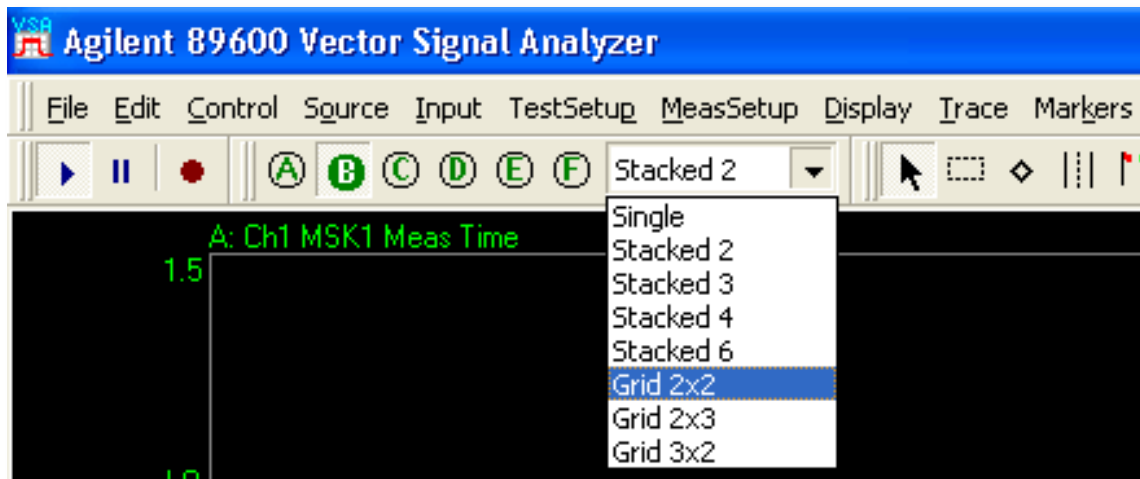 VSA Agilent 89600 Vector Signal Analyzer
File Edit Control Source Input TestSetup MeasSetup Display Trace Markers
A B C D E F Stacked 2
Single
Stacked 2
Stacked 3
Stacked 4
Stacked 6
Grid 2x2
Grid 2x3
Grid 3x2
A: Ch1 MSK1 Meas Time
1.5